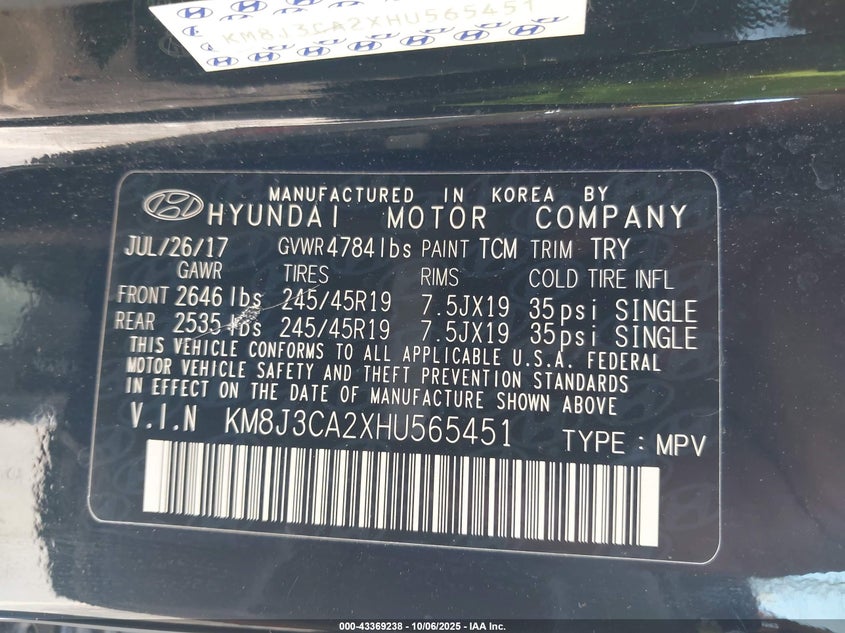 KM8J3CA2XHU565451
MANUFACTURED IN KOREA BY
HYUNDAI MOTOR COMPANY
JUL/26/17 GVWR 4784 lbs PAINT TCM TRIM TRY
GAWR TIRES RIMS COLD TIRE INFL
FRONT 2646 lbs 245/45R19 7.5JX19 35psi SINGLE
REAR 2535 lbs 245/45R19 7.5JX19 35psi SINGLE
THIS VEHICLE CONFORMS TO ALL APPLICABLE U.S.A. FEDERAL
MOTOR VEHICLE SAFETY AND THEFT PREVENTION STANDARDS
IN EFFECT ON THE DATE OF MANUFACTURE SHOWN ABOVE
V.I.N KM8J3CA2XHU565451 TYPE : MPV
000-43369238 - 10/06/2025 - IAA Inc.